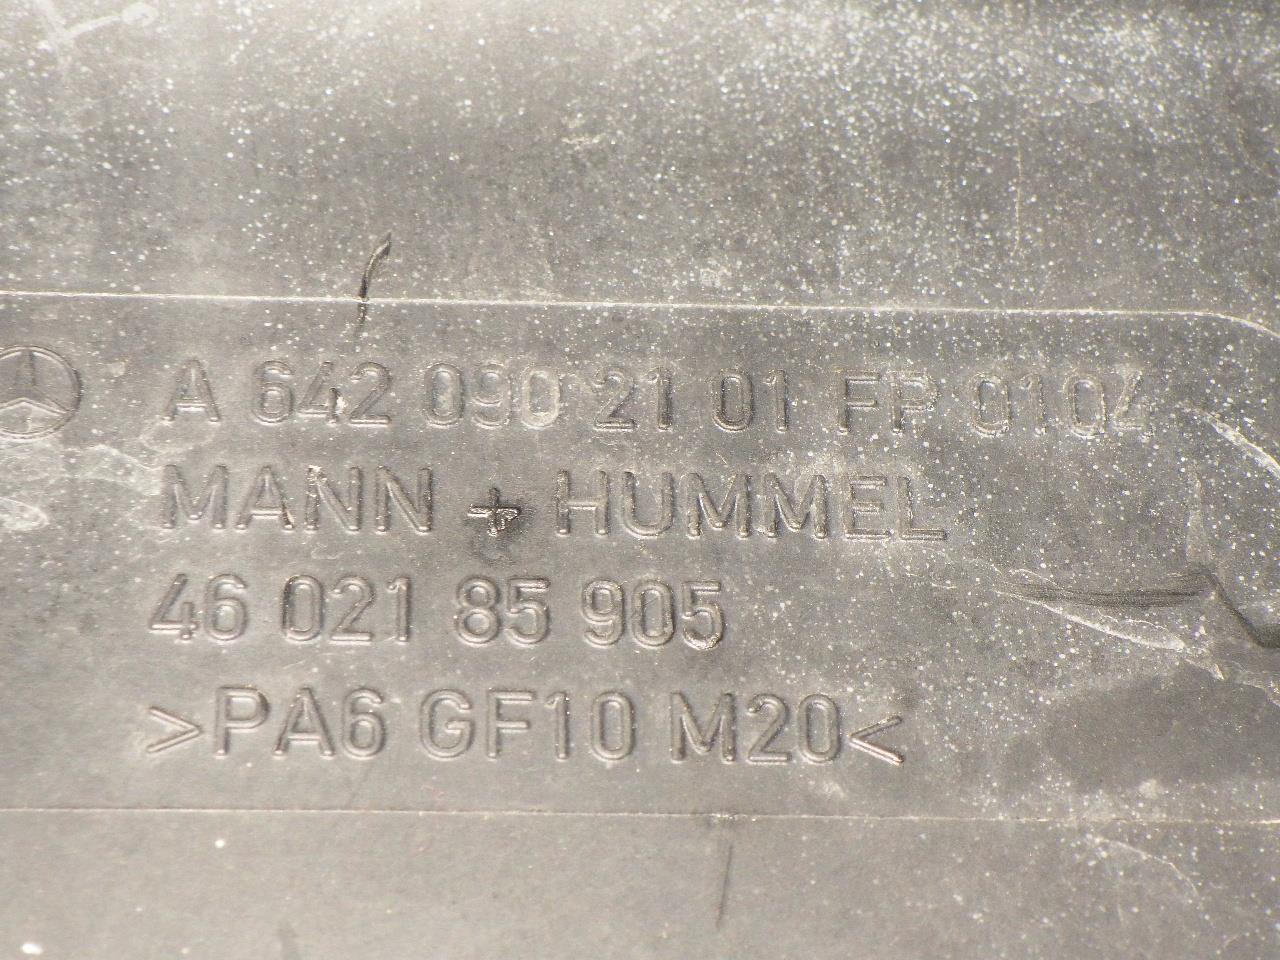 A 642 090 21 01 FP 0104
MANN + HUMMEL
46 021 85 905
>PA6 GF10 M20<